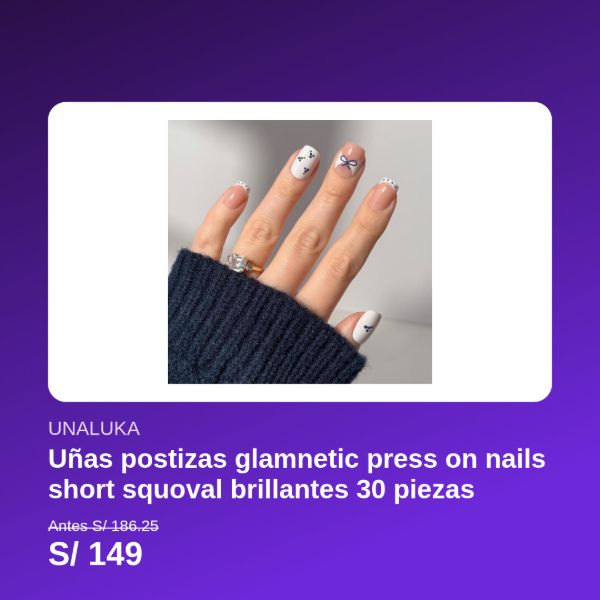 UNALUKA
Uñas postizas glamnetic press on nails
short squoval brillantes 30 piezas
Antes S/ 186.25
S/ 149